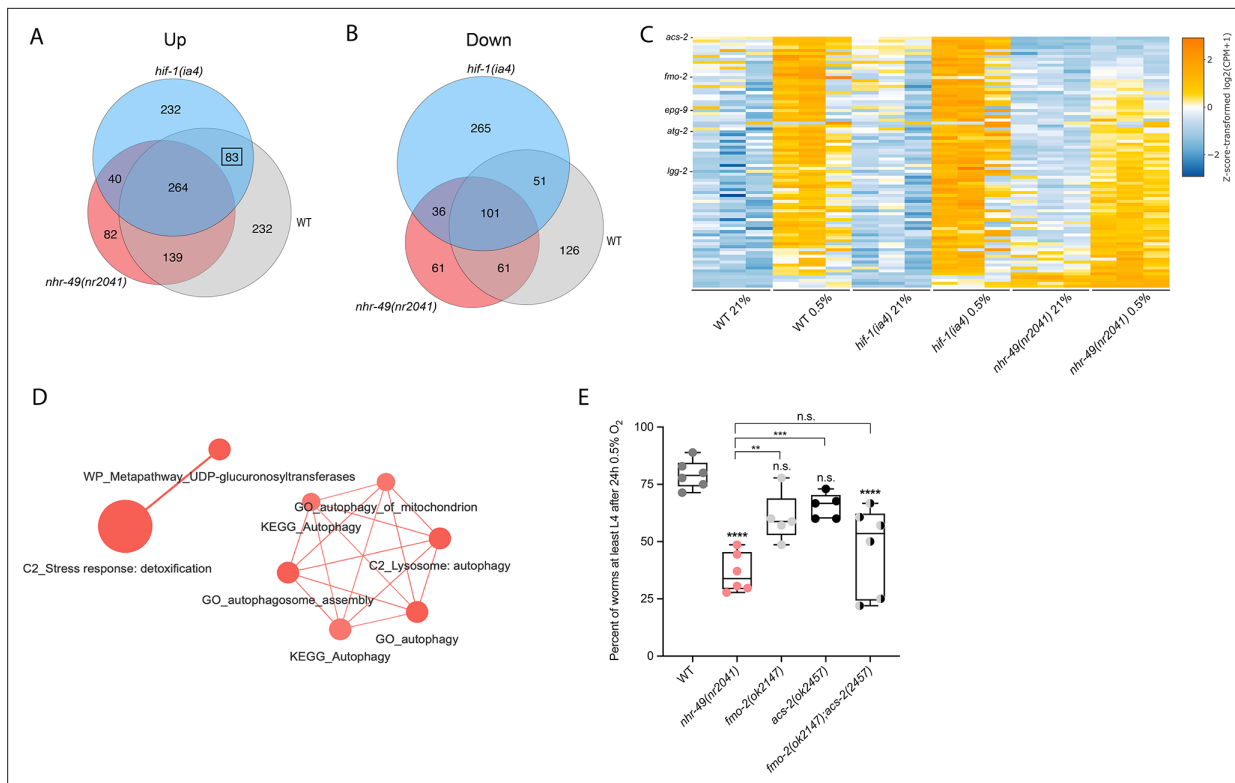 A
Up
hif-1(ia4)
232
83
40
264
WT
82
232
139
nhr-49(nr2041)
B
Down
hif-1(ia4)
265
51
36
101
WT
126
61
61
nhr-49(nr2041)
C
acs-2
fmo-2
epg-9
atg-2
lgg-2
2
0
−2
Z-score-transformed log2(CPM+1)
WT 21%
WT 0.5%
hif-1(ia4) 21%
hif-1(ia4) 0.5%
nhr-49(nr2041) 21%
nhr-49(nr2041) 0.5%
D
WP_Metapathway_UDP-glucuronosyltransferases
C2_Stress response: detoxification
GO_autophagy_of_mitochondrion
KEGG_Autophagy
C2_Lysosome: autophagy
GO_autophagosome_assembly
GO_autophagy
KEGG_Autophagy
E
Percent of worms at least L4 after 24h 0.5% O2
100
75
50
25
0
n.s.
***
**
n.s.
n.s.
****
****
WT
nhr-49(nr2041)
fmo-2(ok2147)
acs-2(ok2457)
fmo-2(ok2147);acs-2(2457)